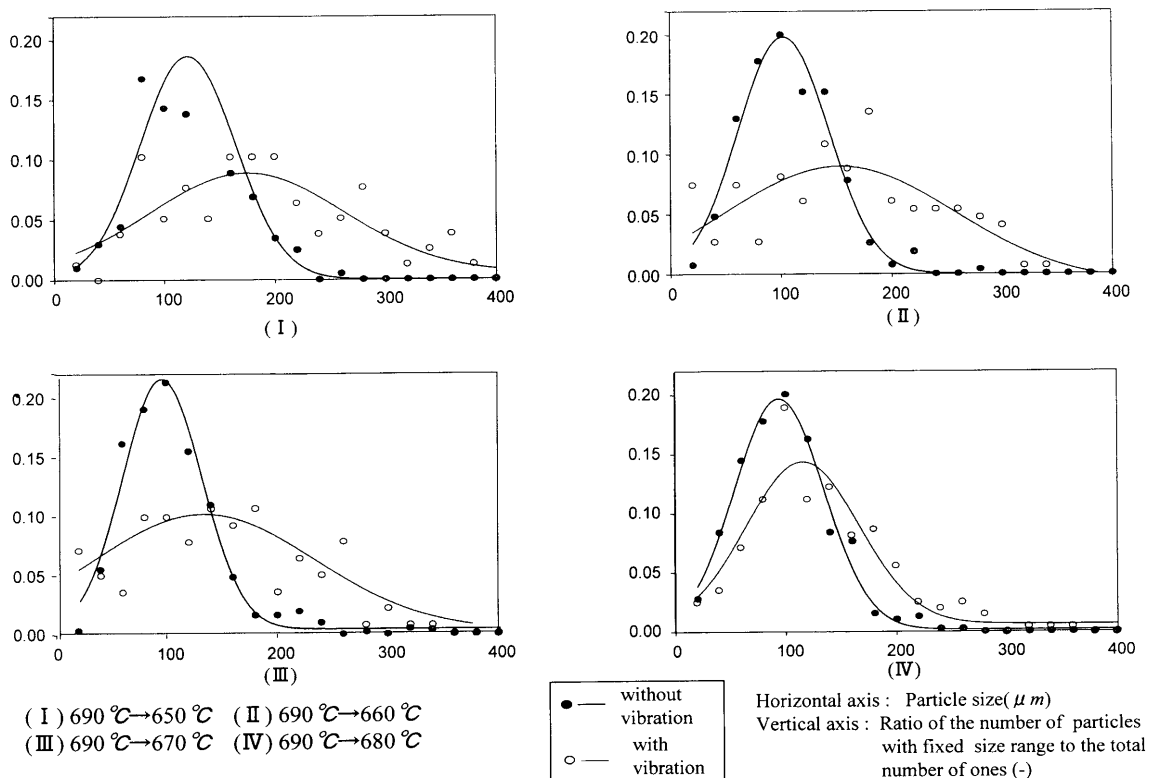 0.20
0.15
0.10
0.05
0.00
0 100 200 300 400
(Ⅰ)
0.20
0.15
0.10
0.05
0.00
0 100 200 300 400
(Ⅱ)
0.20
0.15
0.10
0.05
0.00
0 100 200 300 400
(Ⅲ)
0.20
0.15
0.10
0.05
0.00
0 100 200 300 400
(Ⅳ)
(Ⅰ) 690 ℃→650 ℃ (Ⅱ) 690 ℃→660 ℃
(Ⅲ) 690 ℃→670 ℃ (Ⅳ) 690 ℃→680 ℃
without
vibration
with
vibration
Horizontal axis : Particle size( μm)
Vertical axis : Ratio of the number of particles
with fixed size range to the total
number of ones (-)